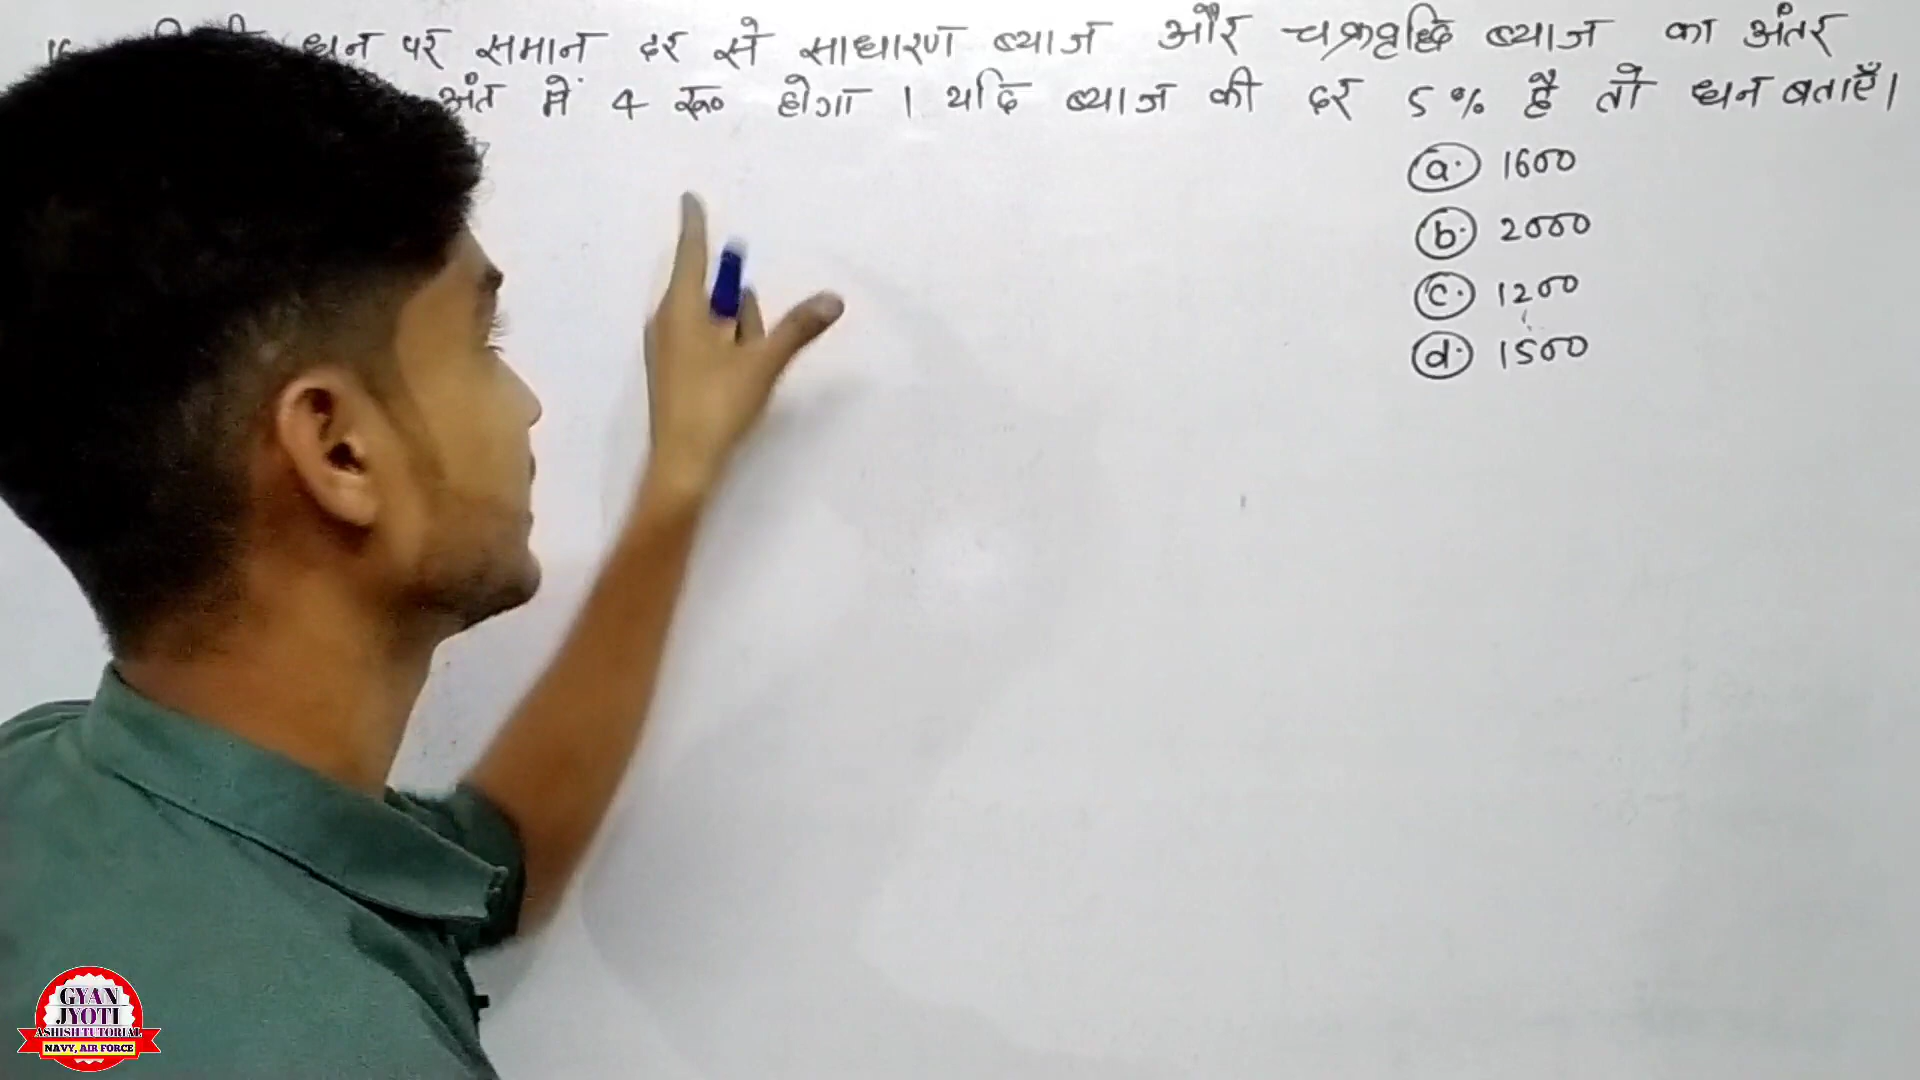 धन पर समान दर से साधारण ब्याज और चक्रवृद्धि ब्याज का अंतर
अंत में 4 रू० होगा । यदि ब्याज की दर 5% है तो धन बताएँ।
(a.) 1600
(b.) 2000
(c.) 1200
(d.) 1500
GYAN
JYOTI
ASHISH TUTORIAL
NAVY, AIR FORCE